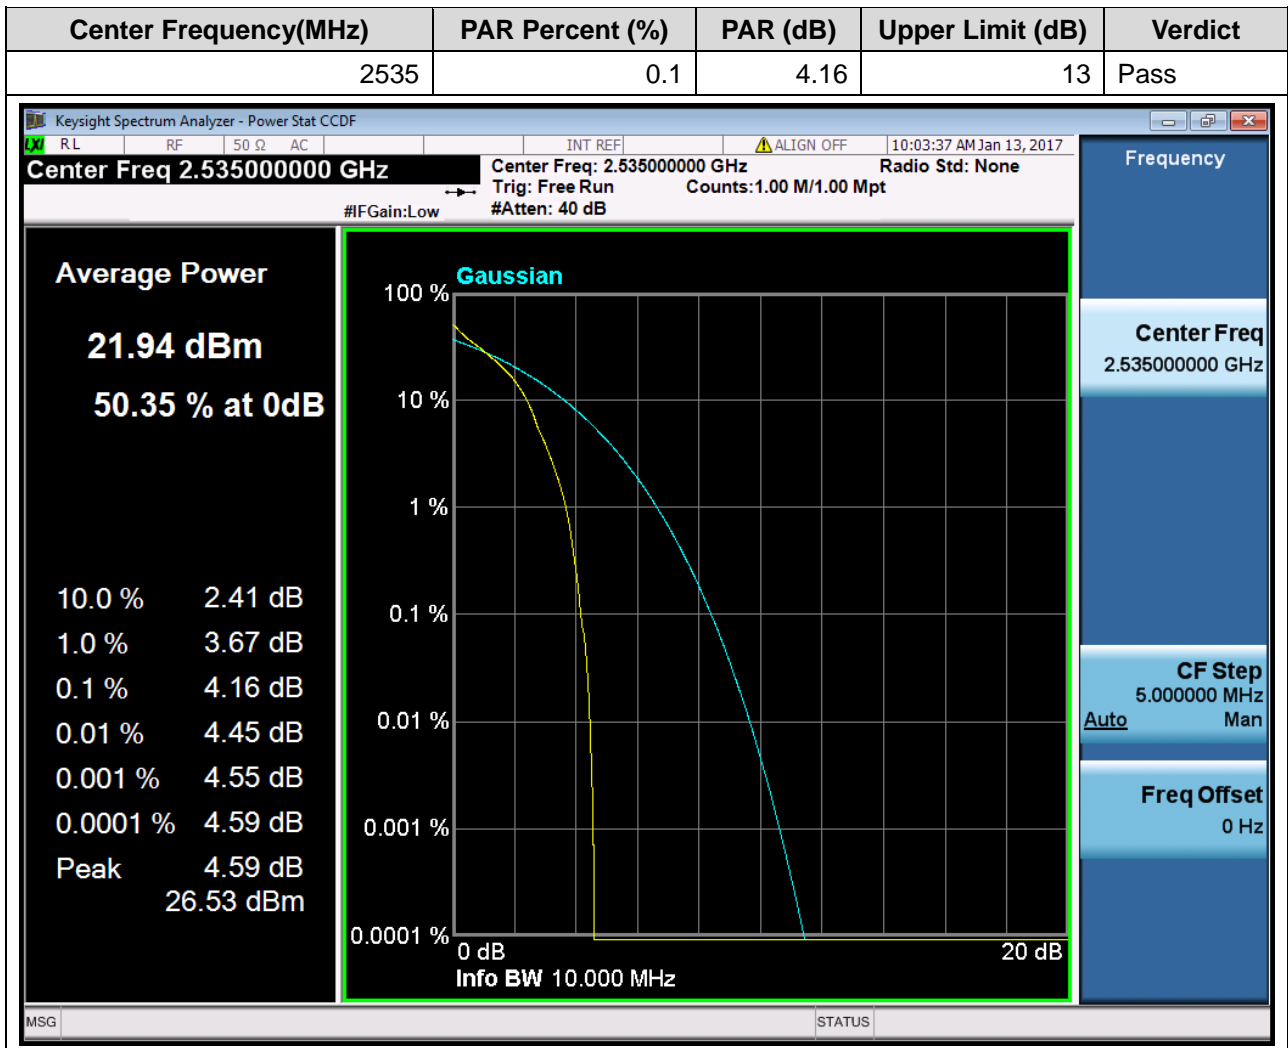 Center Frequency(MHz) PAR Percent (%) PAR (dB) Upper Limit (dB) Verdict
2535 0.1 4.16 13 Pass
Keysight Spectrum Analyzer - Power Stat CCDF
LXI RL RF 50 Ω AC INT REF ALIGN OFF 10:03:37 AM Jan 13, 2017
Center Freq 2.535000000 GHz
Center Freq: 2.535000000 GHz Radio Std: None
Trig: Free Run Counts:1.00 M/1.00 Mpt
#IFGain:Low #Atten: 40 dB
Average Power
21.94 dBm
50.35 % at 0dB
10.0 % 2.41 dB
1.0 % 3.67 dB
0.1 % 4.16 dB
0.01 % 4.45 dB
0.001 % 4.55 dB
0.0001 % 4.59 dB
Peak 4.59 dB
26.53 dBm
Gaussian
100 %
10 %
1 %
0.1 %
0.01 %
0.001 %
0.0001 %
0 dB 20 dB
Info BW 10.000 MHz
Frequency
Center Freq
2.535000000 GHz
CF Step
5.000000 MHz
Auto Man
Freq Offset
0 Hz
MSG STATUS